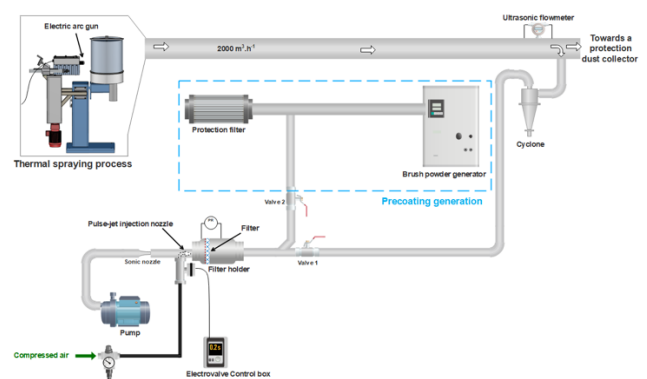 Electric arc gun
Ultrasonic flowmeter
2000 m³.h⁻¹
Towards a
protection
dust collector
Thermal spraying process
Protection filter
Brush powder generator
Cyclone
Valve 2
Precoating generation
Pulse-jet injection nozzle
Filter
Sonic nozzle
Filter holder
Valve 1
Pump
Compressed air
0.2s
Electrovalve Control box